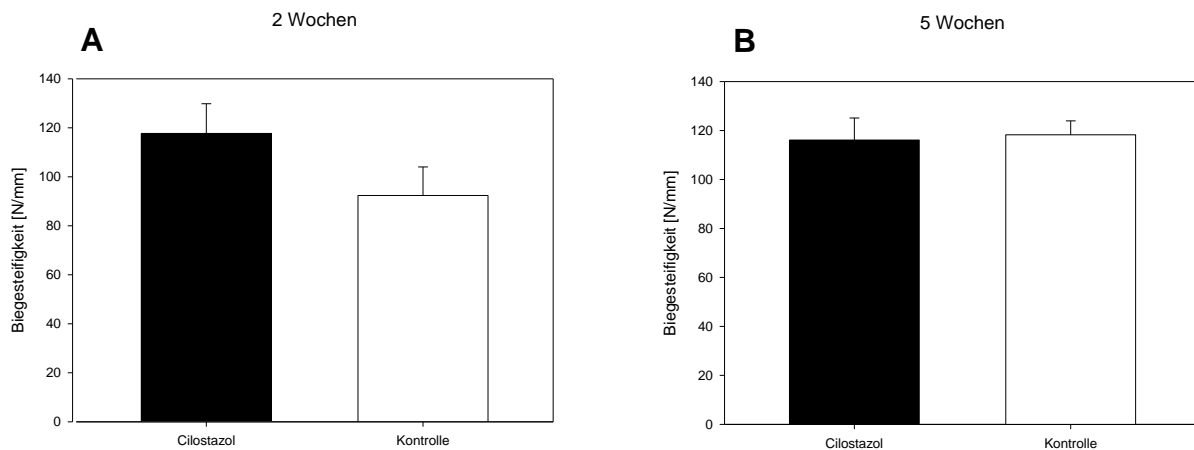 2 Wochen
A
Biegesteifigkeit [N/mm]
140
120
100
80
60
40
20
0
Cilostazol Kontrolle
5 Wochen
B
Biegesteifigkeit [N/mm]
140
120
100
80
60
40
20
0
Cilostazol Kontrolle